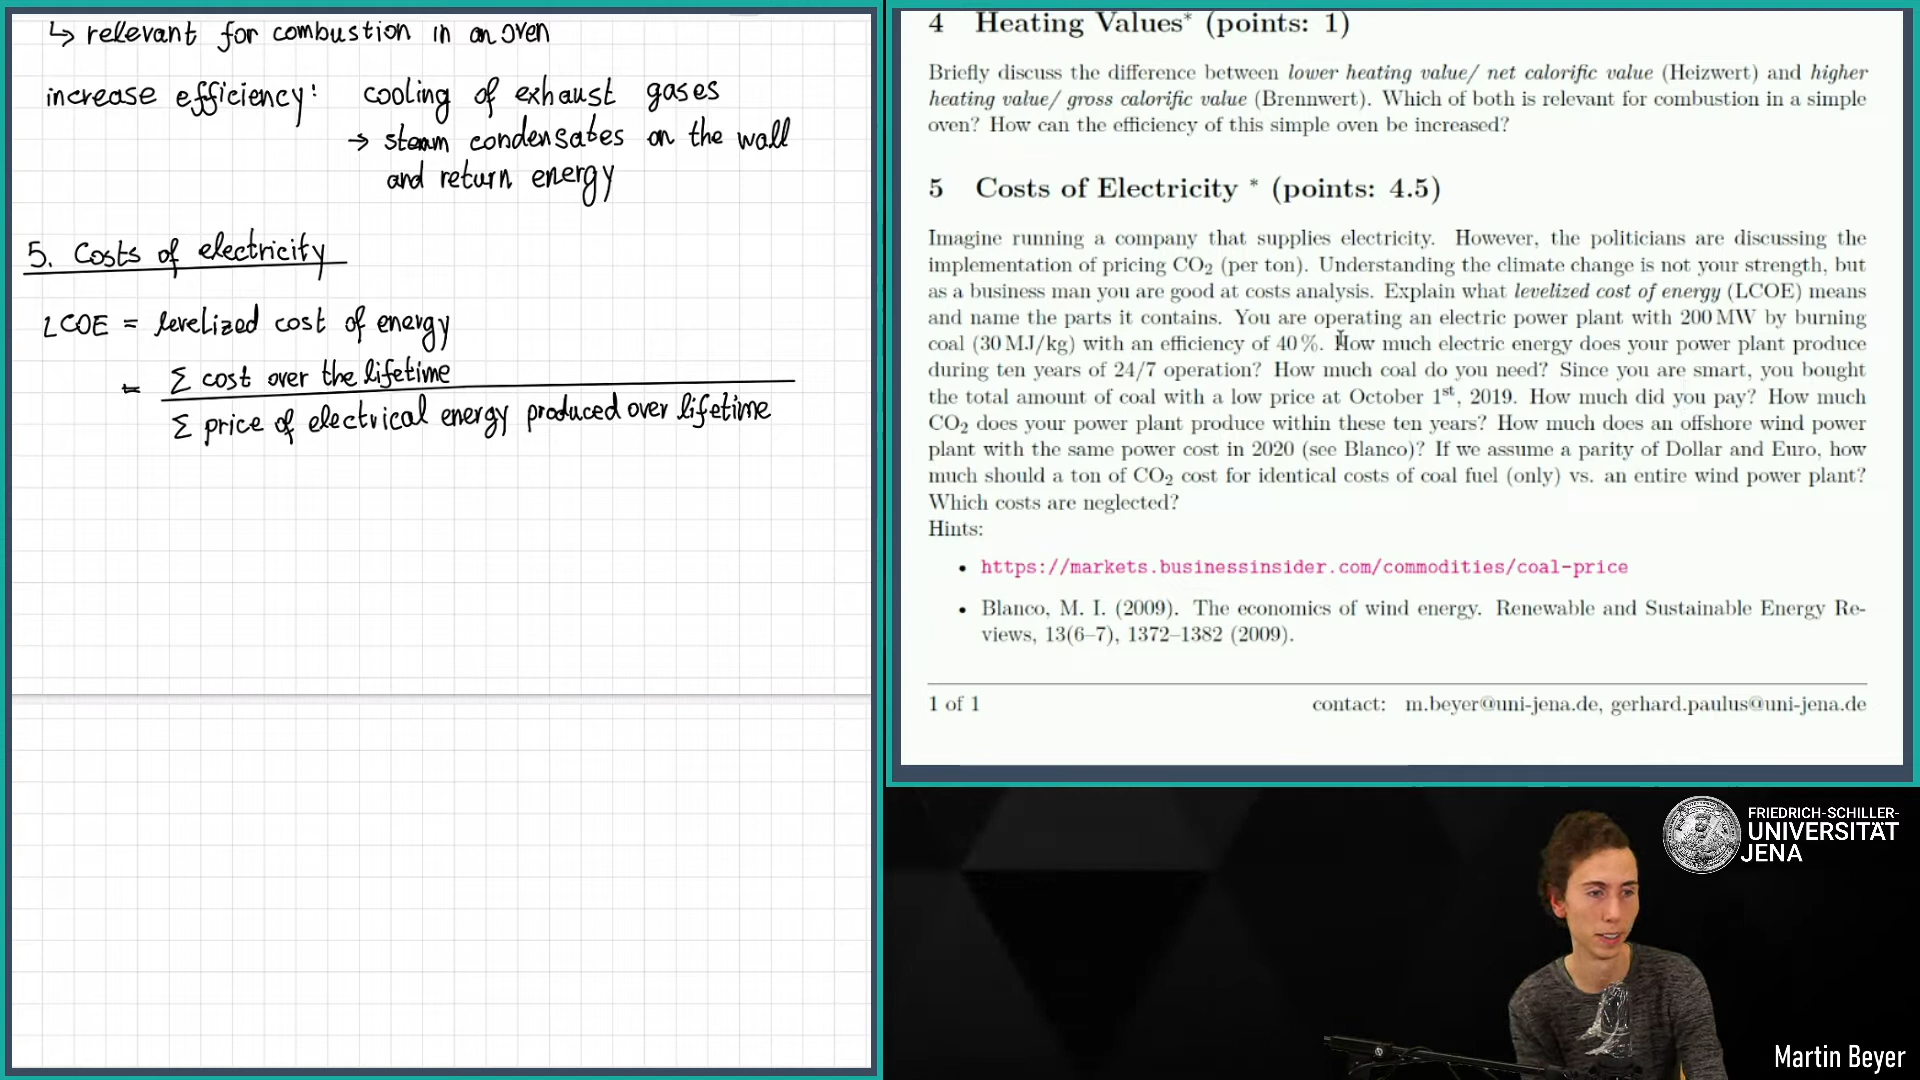 ↳ relevant for combustion in an oven
increase efficiency: cooling of exhaust gases
→ steam condensates on the wall
and return energy
5. Costs of electricity
LCOE = levelized cost of energy
= Σ cost over the lifetime
Σ price of electrical energy produced over lifetime
4 Heating Values* (points: 1)
Briefly discuss the difference between lower heating value/ net calorific value (Heizwert) and higher
heating value/ gross calorific value (Brennwert). Which of both is relevant for combustion in a simple
oven? How can the efficiency of this simple oven be increased?
5 Costs of Electricity * (points: 4.5)
Imagine running a company that supplies electricity. However, the politicians are discussing the
implementation of pricing CO₂ (per ton). Understanding the climate change is not your strength, but
as a business man you are good at costs analysis. Explain what levelized cost of energy (LCOE) means
and name the parts it contains. You are operating an electric power plant with 200 MW by burning
coal (30 MJ/kg) with an efficiency of 40 %. How much electric energy does your power plant produce
during ten years of 24/7 operation? How much coal do you need? Since you are smart, you bought
the total amount of coal with a low price at October 1st, 2019. How much did you pay? How much
CO₂ does your power plant produce within these ten years? How much does an offshore wind power
plant with the same power cost in 2020 (see Blanco)? If we assume a parity of Dollar and Euro, how
much should a ton of CO₂ cost for identical costs of coal fuel (only) vs. an entire wind power plant?
Which costs are neglected?
Hints:
• https://markets.businessinsider.com/commodities/coal-price
• Blanco, M. I. (2009). The economics of wind energy. Renewable and Sustainable Energy Re-
views, 13(6–7), 1372–1382 (2009).
1 of 1 contact: m.beyer@uni-jena.de, gerhard.paulus@uni-jena.de
FRIEDRICH-SCHILLER-
UNIVERSITÄT
JENA
Martin Beyer